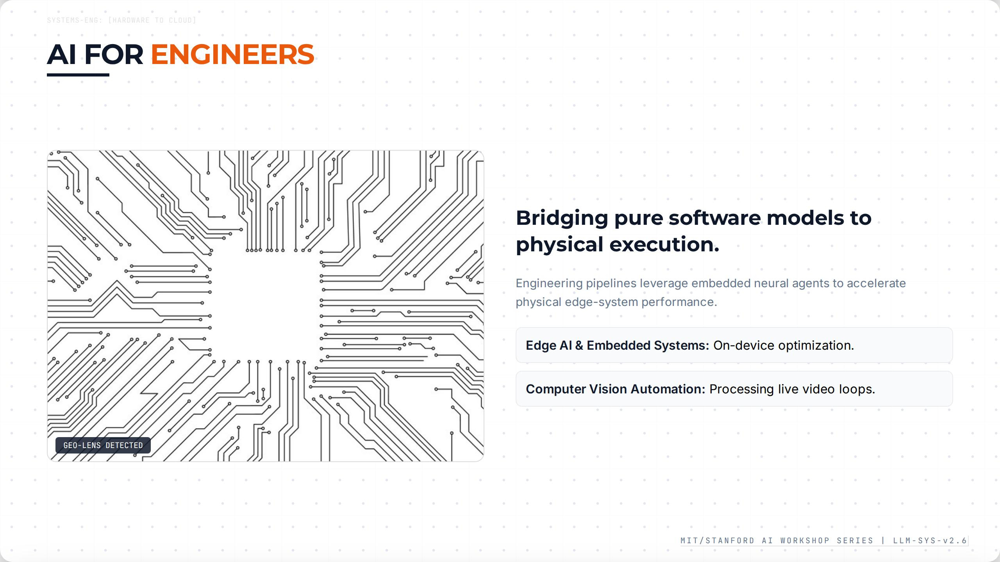 SYSTEMS-ENG: [HARDWARE TO CLOUD]
AI FOR ENGINEERS
GEO-LENS DETECTED
Bridging pure software models to
physical execution.
Engineering pipelines leverage embedded neural agents to accelerate
physical edge-system performance.
Edge AI & Embedded Systems: On-device optimization.
Computer Vision Automation: Processing live video loops.
MIT/STANFORD AI WORKSHOP SERIES | LLM-SYS-v2.6